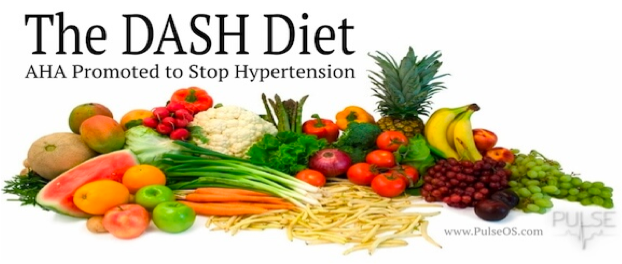 The DASH Diet
AHA Promoted to Stop Hypertension
www.PulseOS.com
PULSE